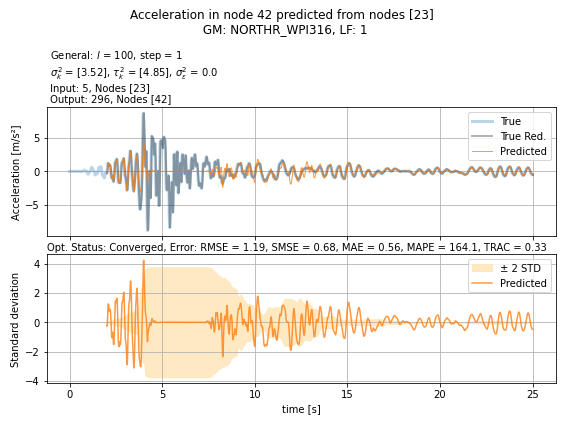 Acceleration in node 42 predicted from nodes [23]
GM: NORTHR_WPI316, LF: 1
General: l = 100, step = 1
σ²ₖ = [3.52], τ²ₖ = [4.85], σ²ε = 0.0
Input: 5, Nodes [23]
Output: 296, Nodes [42]
Acceleration [m/s²]
5
0
−5
True
True Red.
Predicted
Opt. Status: Converged, Error: RMSE = 1.19, SMSE = 0.68, MAE = 0.56, MAPE = 164.1, TRAC = 0.33
Standard deviation
4
2
0
−2
−4
± 2 STD
Predicted
0 5 10 15 20 25
time [s]